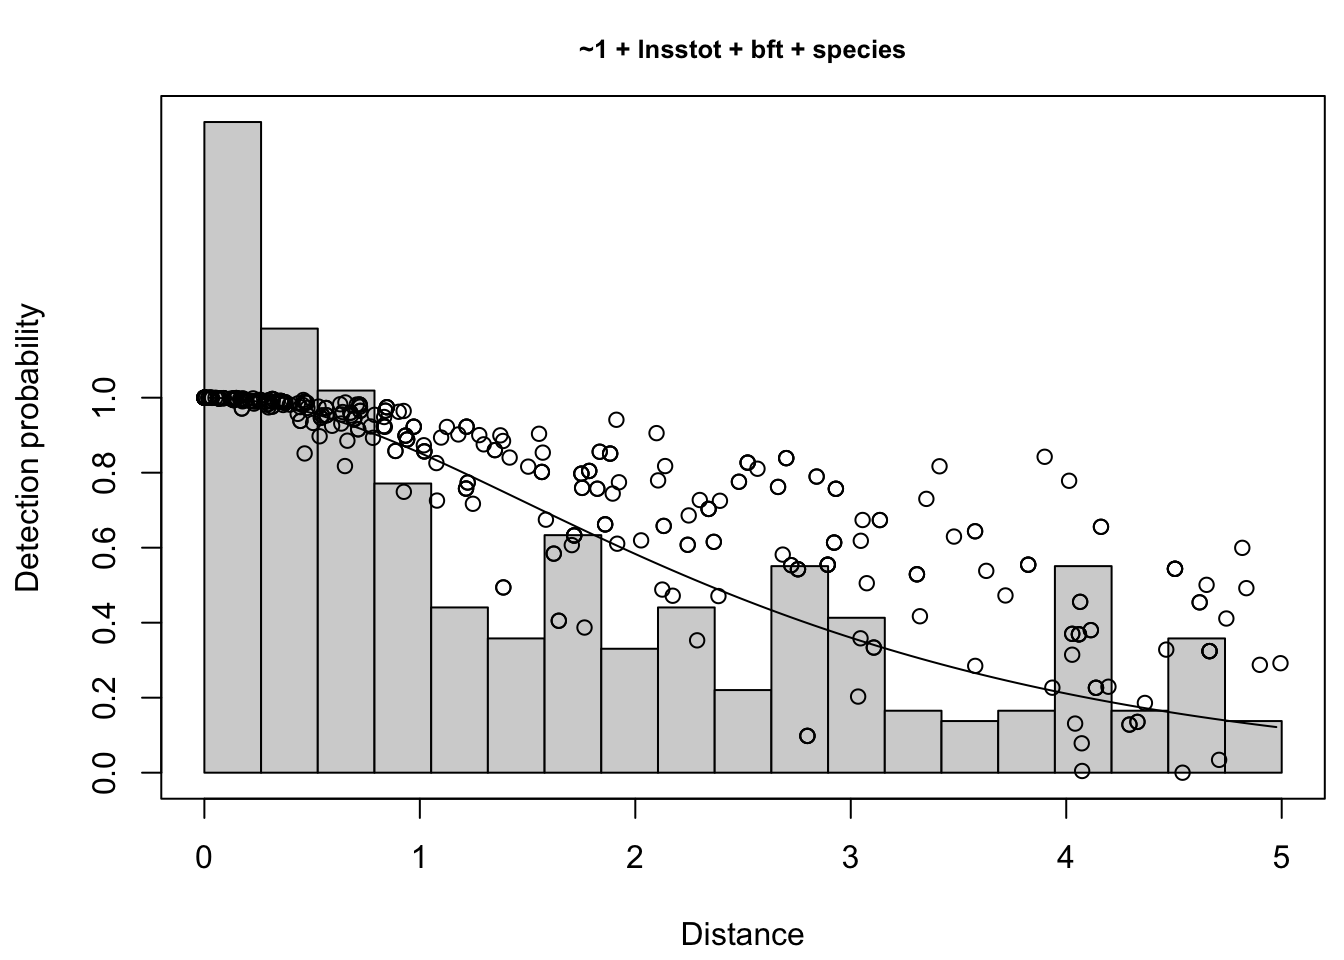 ~1 + lnsstot + bft + species
Detection probability
1.0
0.8
0.6
0.4
0.2
0.0
0 1 2 3 4 5
Distance